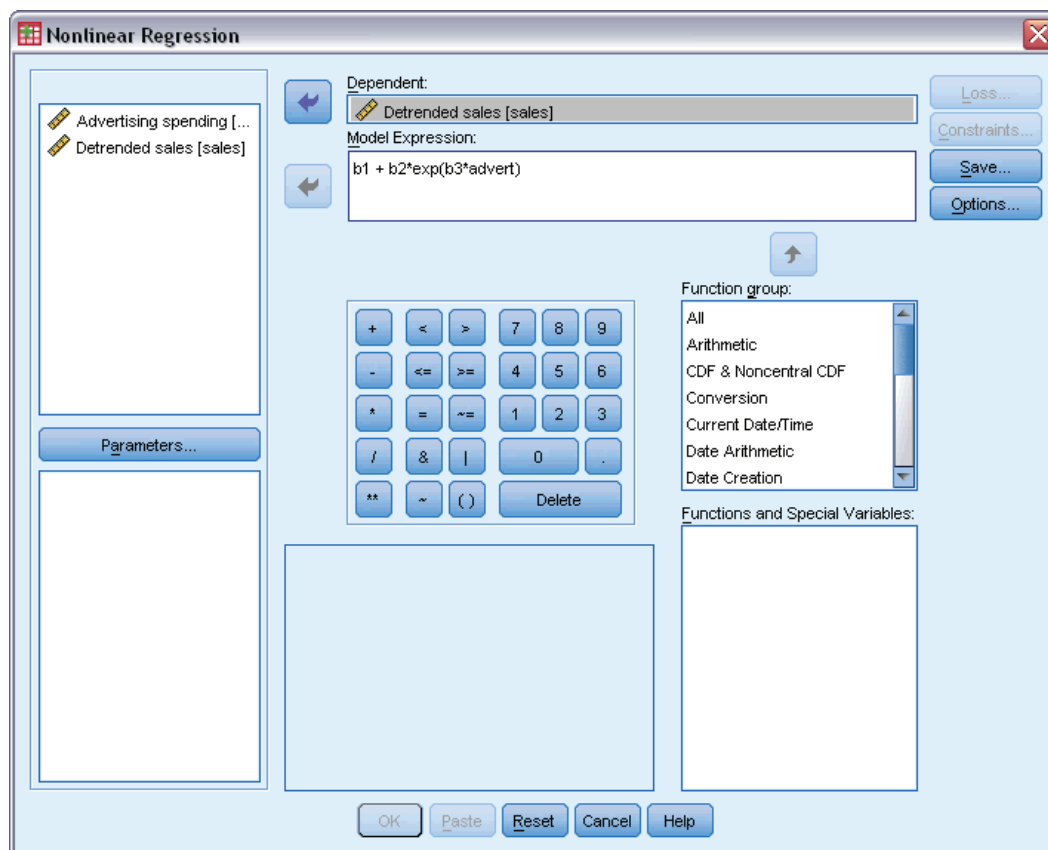 Nonlinear Regression
Dependent:
Detrended sales [sales]
Advertising spending [...
Detrended sales [sales]
Model Expression:
b1 + b2*exp(b3*advert)
Loss...
Constraints...
Save...
Options...
Parameters...
+ < > 7 8 9
- <= >= 4 5 6
* = ~= 1 2 3
/ & | 0 .
** ~ ( ) Delete
Function group:
All
Arithmetic
CDF & Noncentral CDF
Conversion
Current Date/Time
Date Arithmetic
Date Creation
Functions and Special Variables:
OK Paste Reset Cancel Help